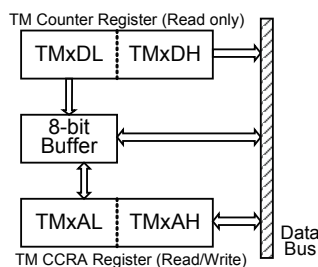 TM Counter Register (Read only)
TMxDL TMxDH
8-bit
Buffer
TMxAL TMxAH
TM CCRA Register (Read/Write)
Data
Bus